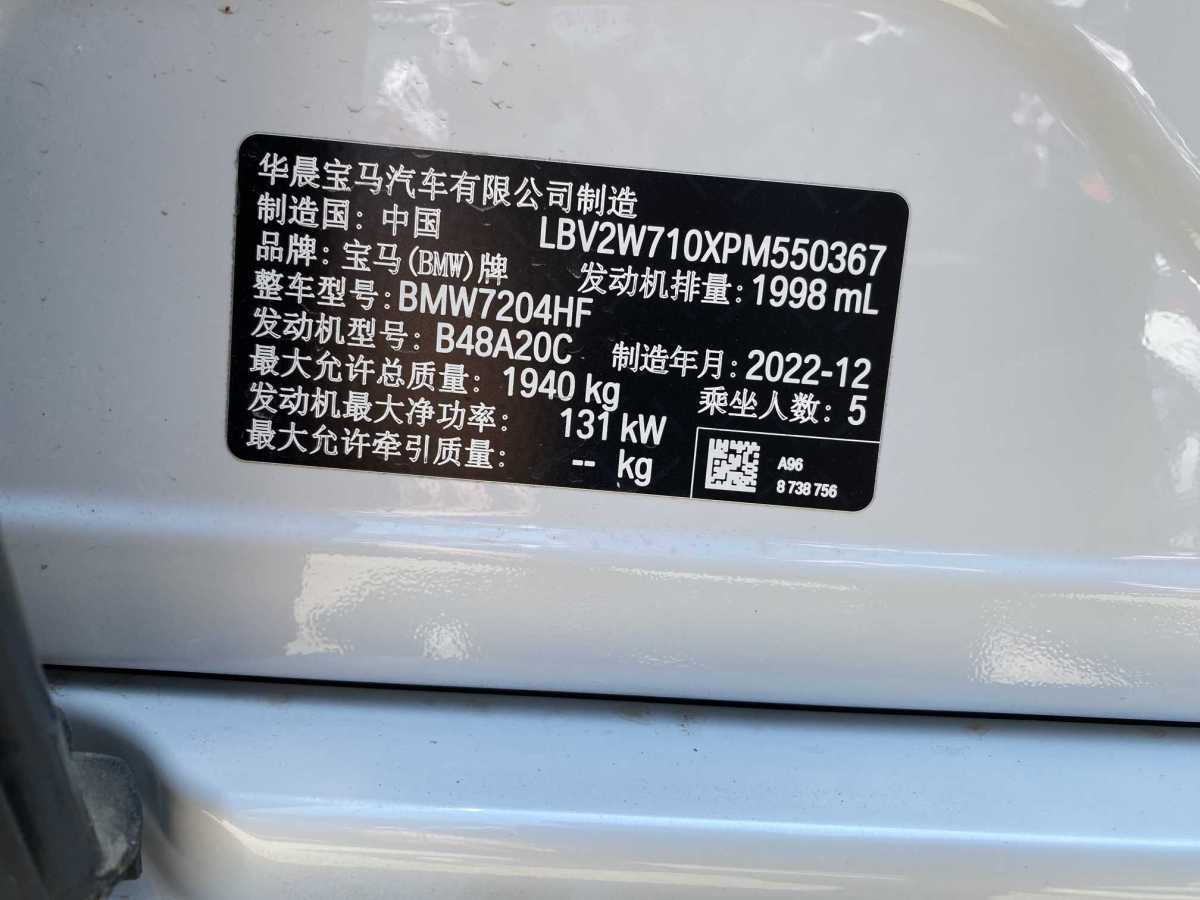 华晨宝马汽车有限公司制造
制造国：中国 LBV2W710XPM550367
品牌：宝马(BMW)牌 发动机排量：1998 mL
整车型号：BMW7204HF
发动机型号：B48A20C 制造年月：2022-12
最大允许总质量：1940 kg 乘坐人数：5
发动机最大净功率：131 kW
最大允许牵引质量：-- kg
A96
8 738 756